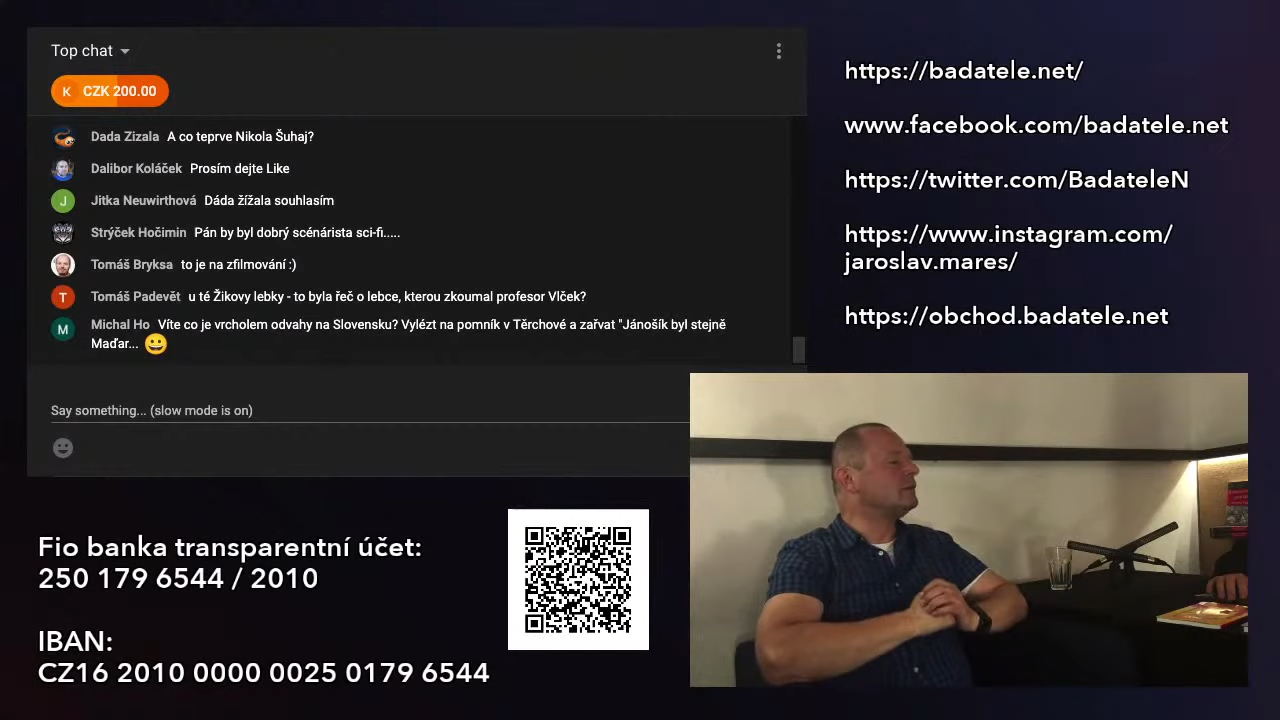 Top chat
K CZK 200.00
Dada Zizala A co teprve Nikola Šuhaj?
Dalibor Koláček Prosím dejte Like
J Jitka Neuwirthová Dáda žížala souhlasím
Strýček Hočimin Pán by byl dobrý scénárista sci-fi.....
Tomáš Bryksa to je na zfilmování :)
T Tomáš Padevět u té Žikovy lebky - to byla řeč o lebce, kterou zkoumal profesor Vlček?
M Michal Ho Víte co je vrcholem odvahy na Slovensku? Vylézt na pomník v Těrchové a zařvat "Jánošík byl stejně
Maďar... 😀
Say something... (slow mode is on)
https://badatele.net/
www.facebook.com/badatele.net
https://twitter.com/BadateleN
https://www.instagram.com/
jaroslav.mares/
https://obchod.badatele.net
Fio banka transparentní účet:
250 179 6544 / 2010
IBAN:
CZ16 2010 0000 0025 0179 6544